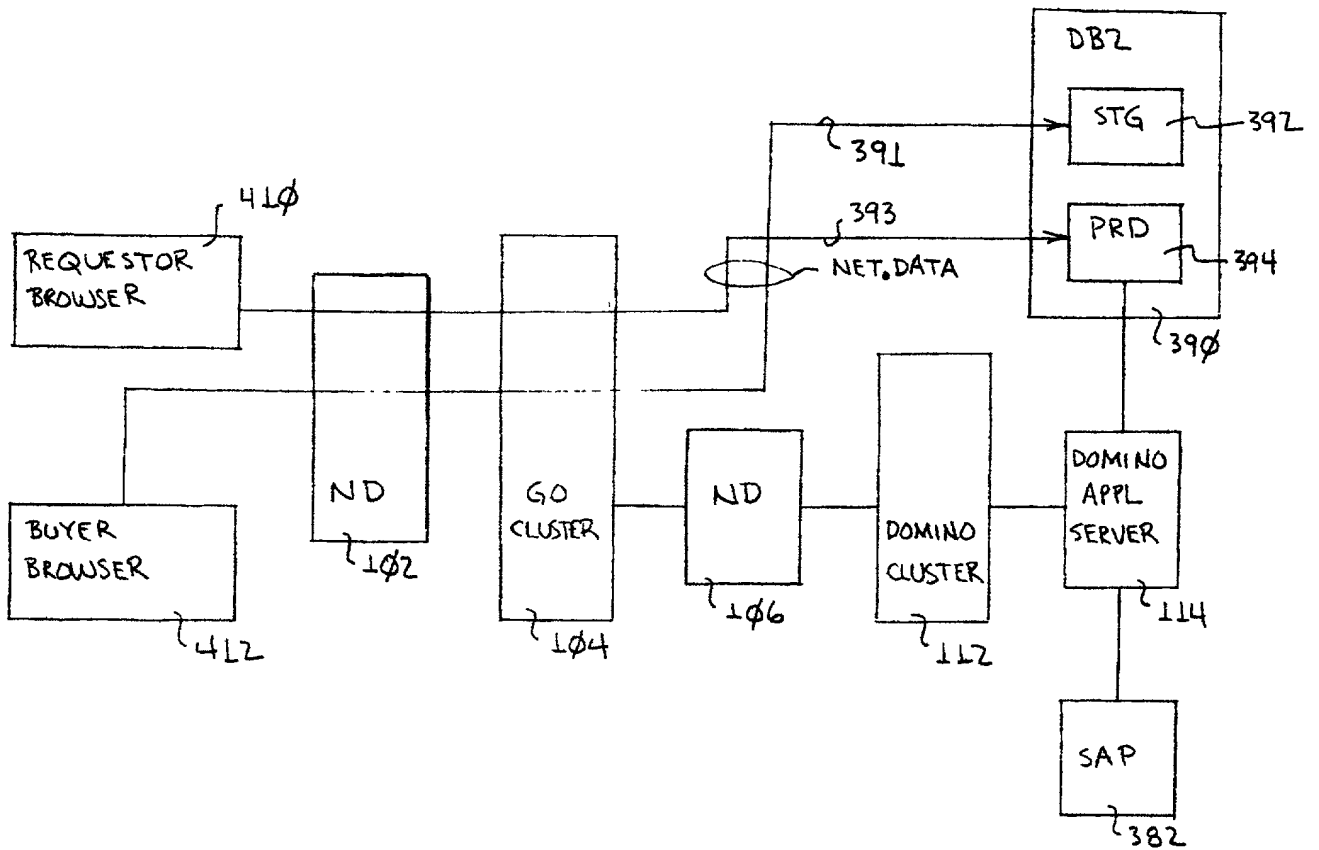 DB2
STG
392
391
410
393
PRD
REQUESTOR
BROWSER
NET.DATA
394
390
DOMINO
APPL
SERVER
ND
GO
CLUSTER
ND
BUYER
BROWSER
DOMINO
CLUSTER
102
106
114
412
104
112
SAP
382